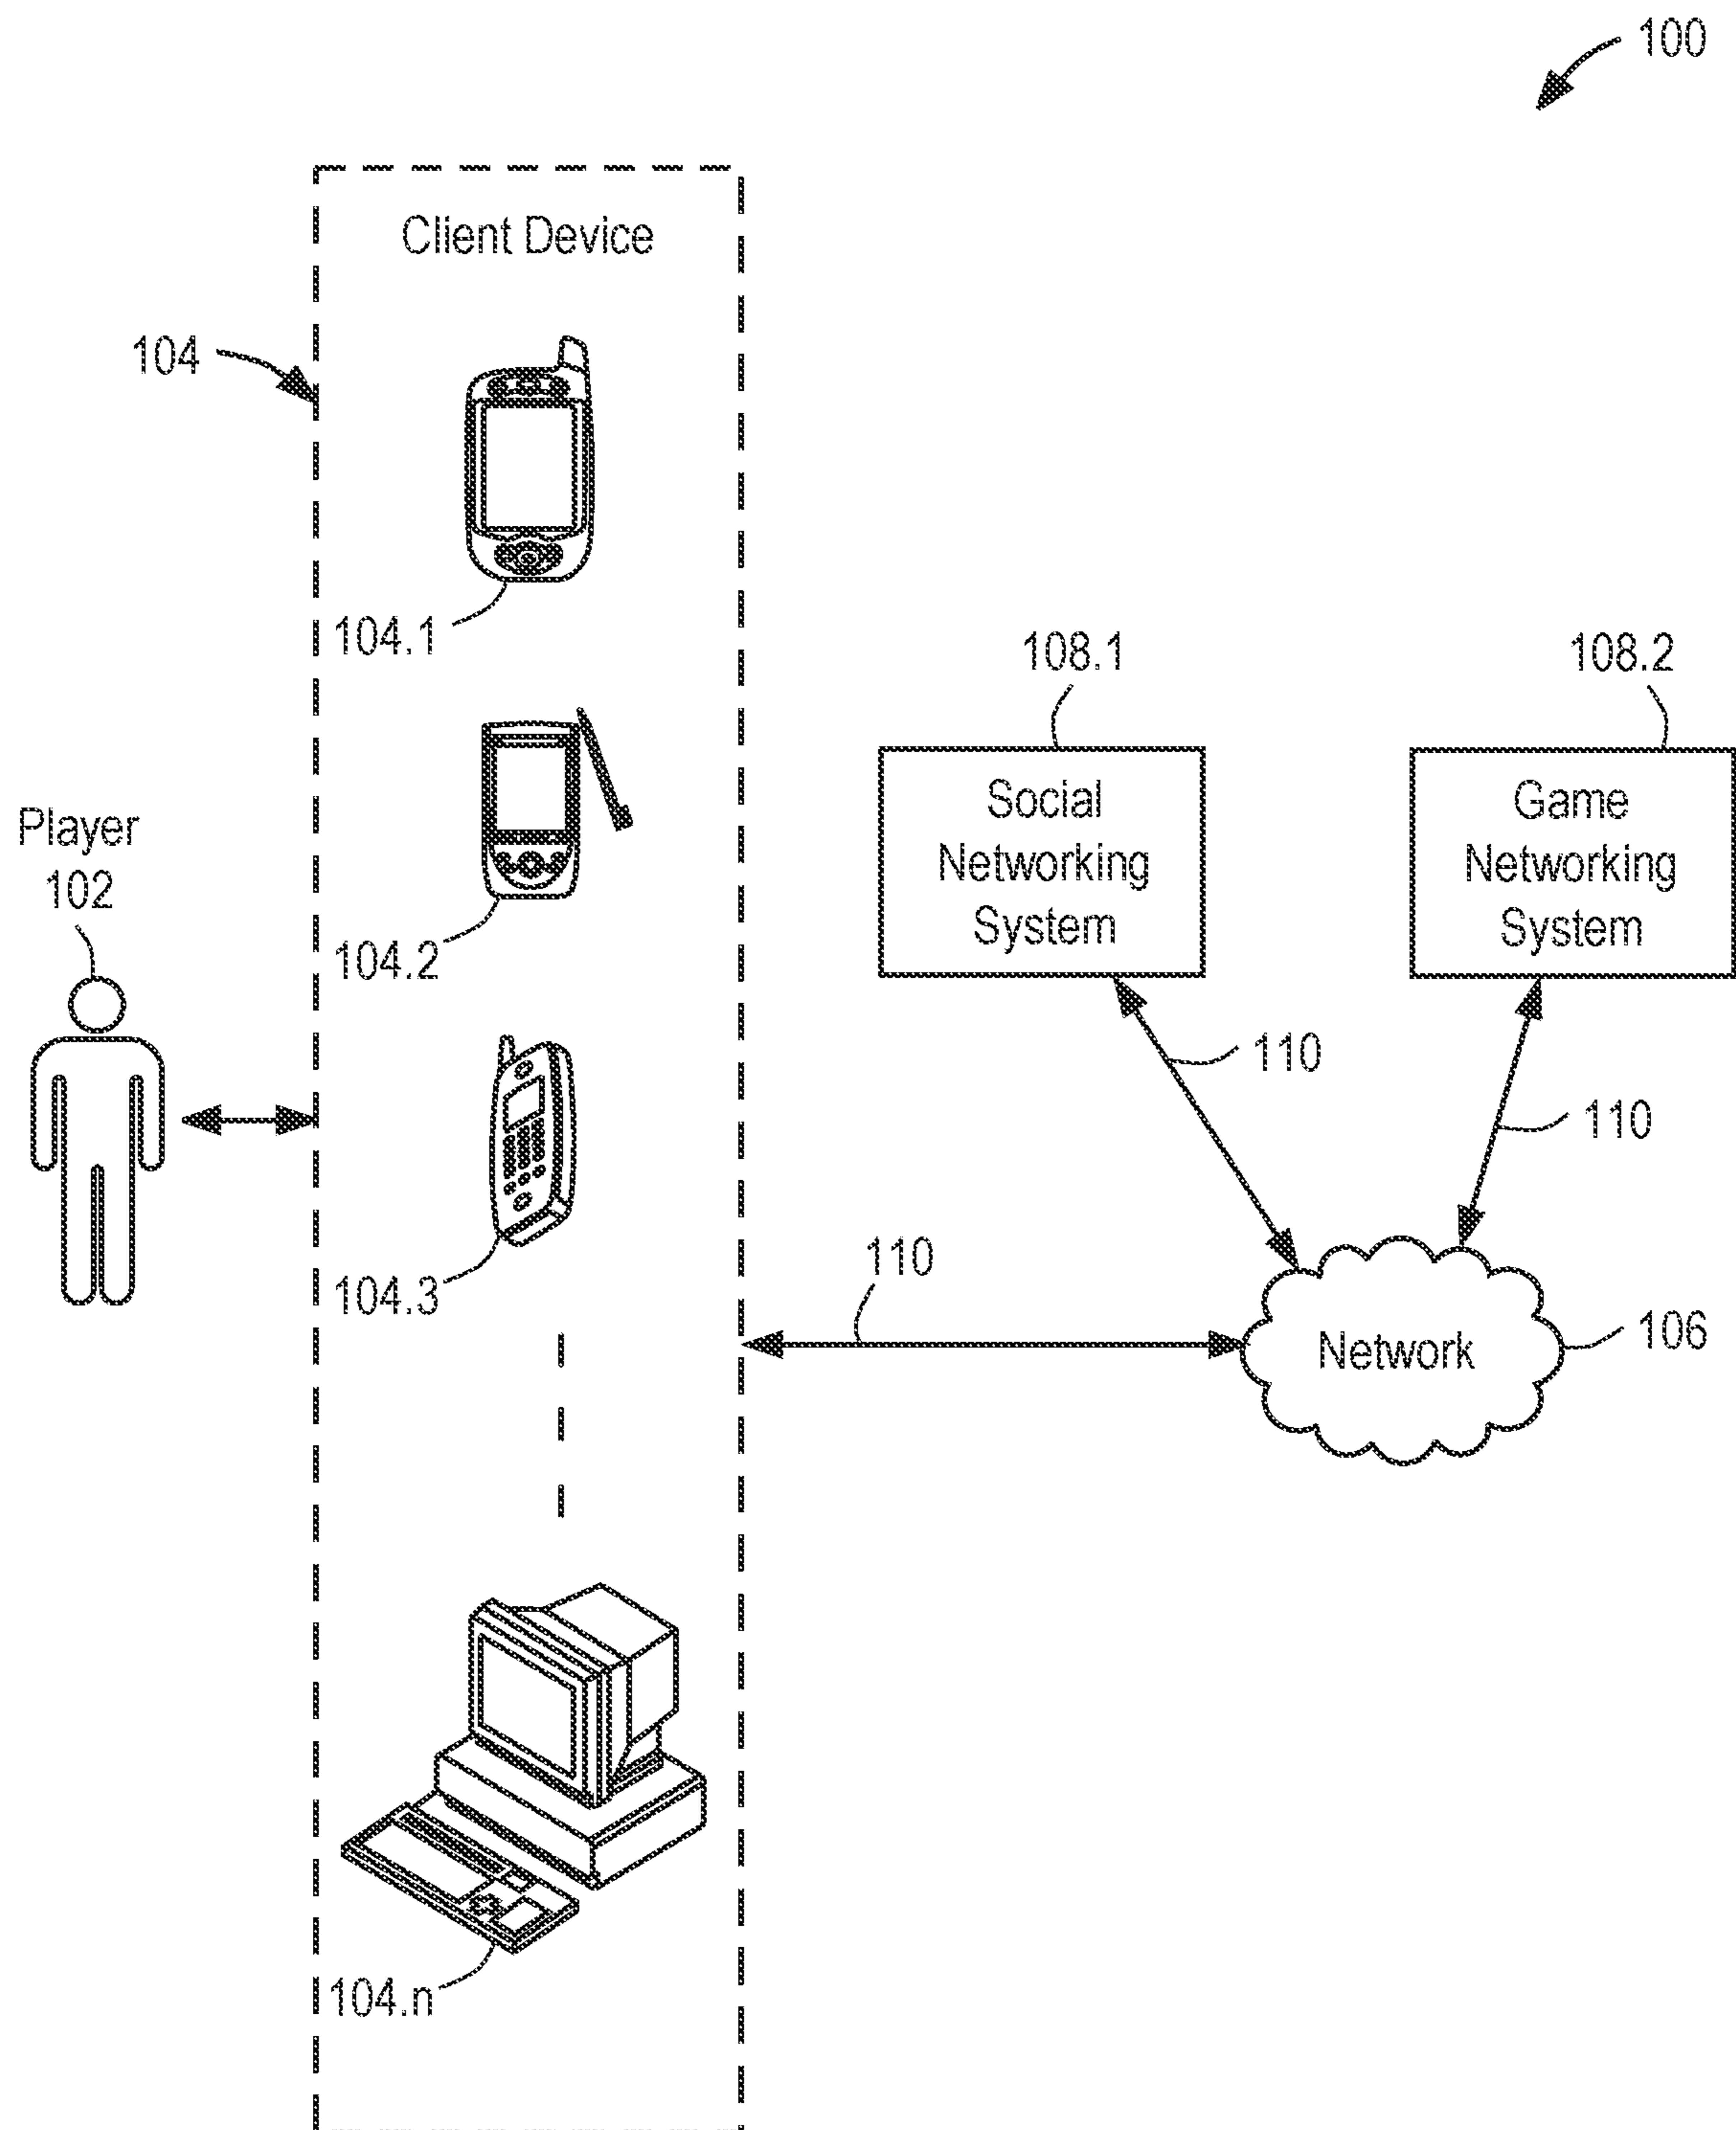 100
Client Device
104
104.1
108.1
108.2
Social
Networking
System
Game
Networking
System
Player
102
104.2
110
110
104.3
110
Network
106
104.n